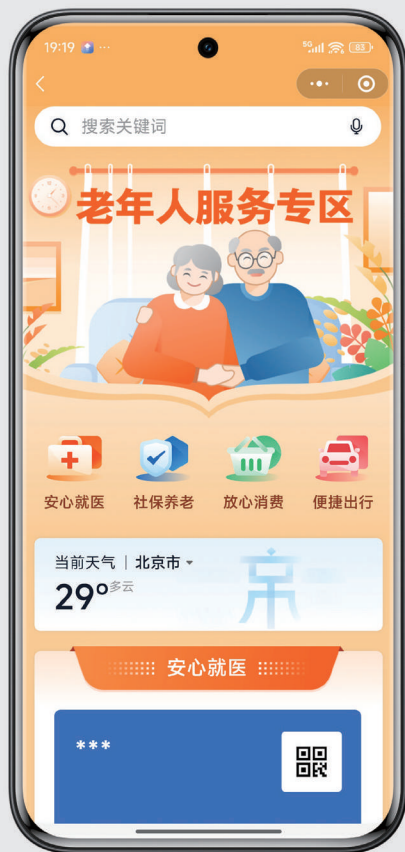 19:19
5G 83
搜索关键词
老年人服务专区
安心就医 社保养老 放心消费 便捷出行
当前天气 | 北京市
29° 多云
京
安心就医
***